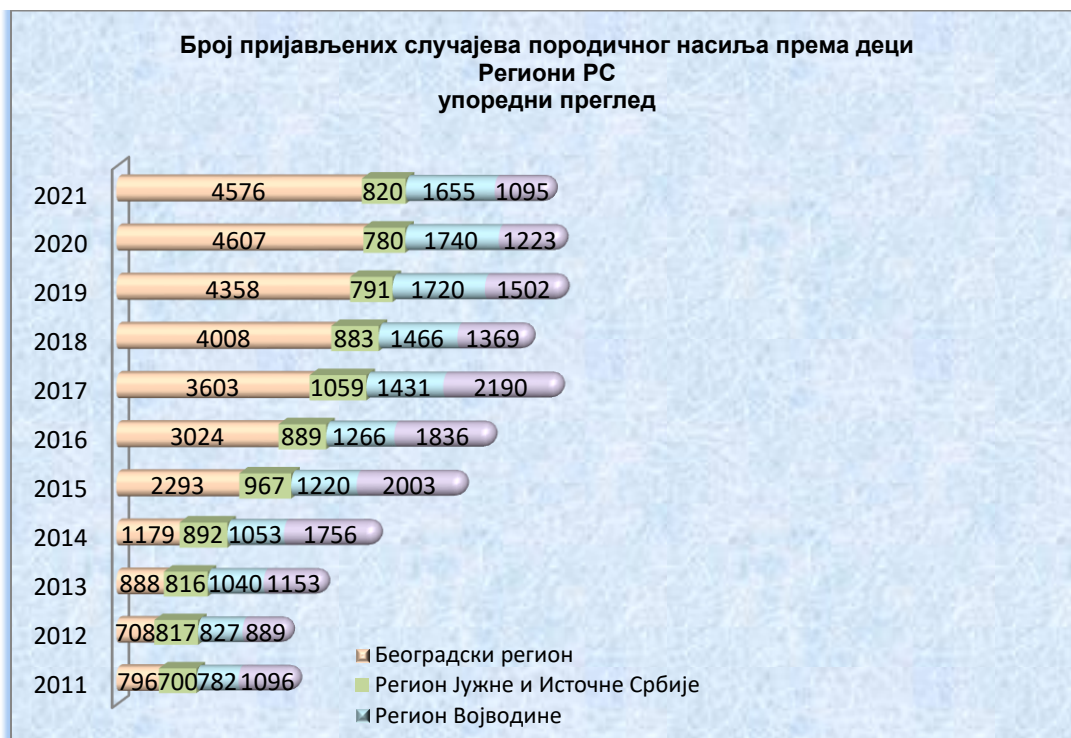 Број пријављених случајева породичног насиља према деци
Региони РС
упоредни преглед
2021 4576 820 1655 1095
2020 4607 780 1740 1223
2019 4358 791 1720 1502
2018 4008 883 1466 1369
2017 3603 1059 1431 2190
2016 3024 889 1266 1836
2015 2293 967 1220 2003
2014 1179 892 1053 1756
2013 888 816 1040 1153
2012 708 817 827 889
2011 796 700 782 1096
Београдски регион
Регион Јужне и Источне Србије
Регион Војводине